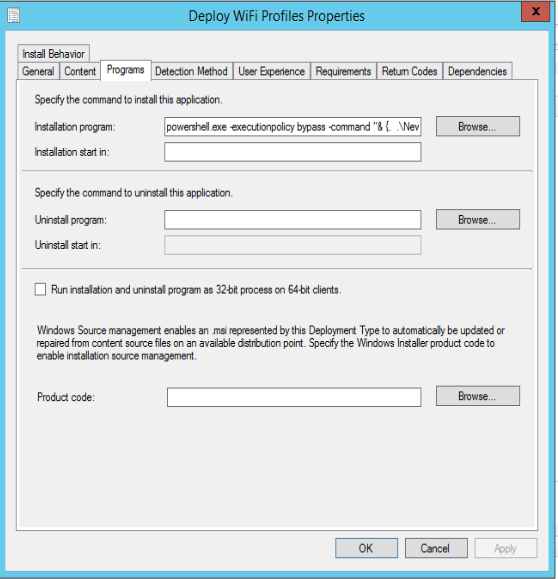 Deploy WiFi Profiles Properties
x
Install Behavior
General Content Programs Detection Method User Experience Requirements Return Codes Dependencies
Specify the command to install this application.
Installation program: powershell.exe -executionpolicy bypass -command "& {. .\Nev Browse...
Installation start in:
Specify the command to uninstall this application.
Uninstall program: Browse...
Uninstall start in:
Run installation and uninstall program as 32-bit process on 64-bit clients.
Windows Source management enables an .msi represented by this Deployment Type to automatically be updated or
repaired from content source files on an available distribution point. Specify the Windows Installer product code to
enable installation source management.
Product code: Browse...
OK Cancel Apply